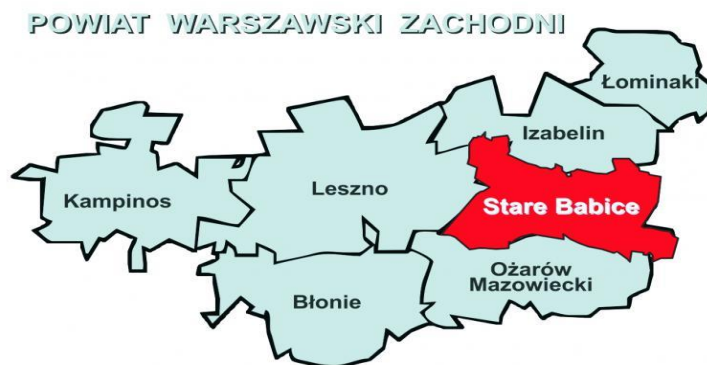 POWIAT WARSZAWSKI ZACHODNI
Łominaki
Izabelin
Kampinos
Leszno
Stare Babice
Ożarów
Mazowiecki
Błonie